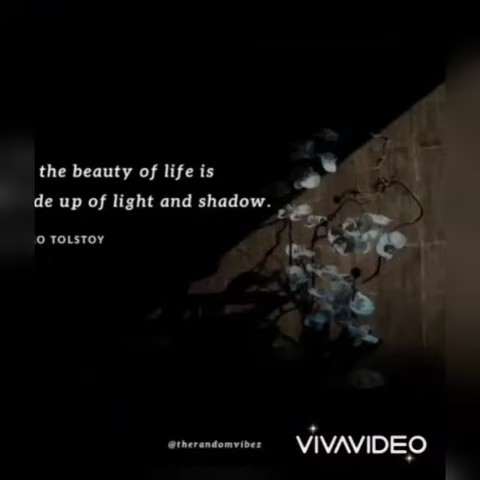 the beauty of life is
de up of light and shadow.
O TOLSTOY
@therandomvibez
VIVAVIDEO